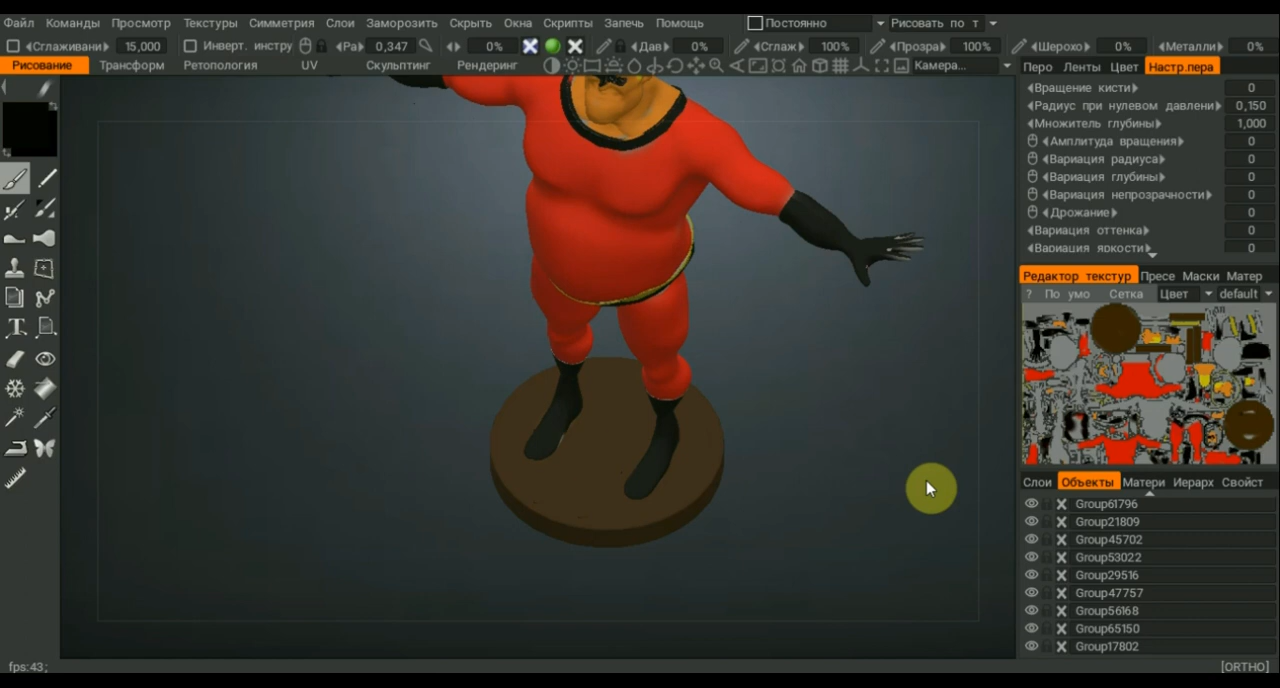 Файл Команды Просмотр Текстуры Симметрия Слои Заморозить Скрыть Окна Скрипты Запечь Помощь Постоянно Рисовать по т
Сглаживани 15,000 Инверт. инстру Ра 0,347 0% Дав 0% Сглаж 100% Прозра 100% Шерохо 0% Металли 0%
Рисование Трансформ Ретопология UV Скульптинг Рендеринг Камера...
Перо Ленты Цвет Настр.пера
Вращение кисти 0
Радиус при нулевом давлени 0,150
Множитель глубины 1,000
Амплитуда вращения 0
Вариация радиуса 0
Вариация глубины 0
Вариация непрозрачности 0
Дрожание 0
Вариация оттенка 0
Вариация яркости 0
Редактор текстур Пресе Маски Матер
? По умо Сетка Цвет default
Слои Объекты Матери Иерарх Свойст
Group61796
Group21809
Group45702
Group53022
Group29516
Group47757
Group56168
Group65150
Group17802
fps:43;
[ORTHO]